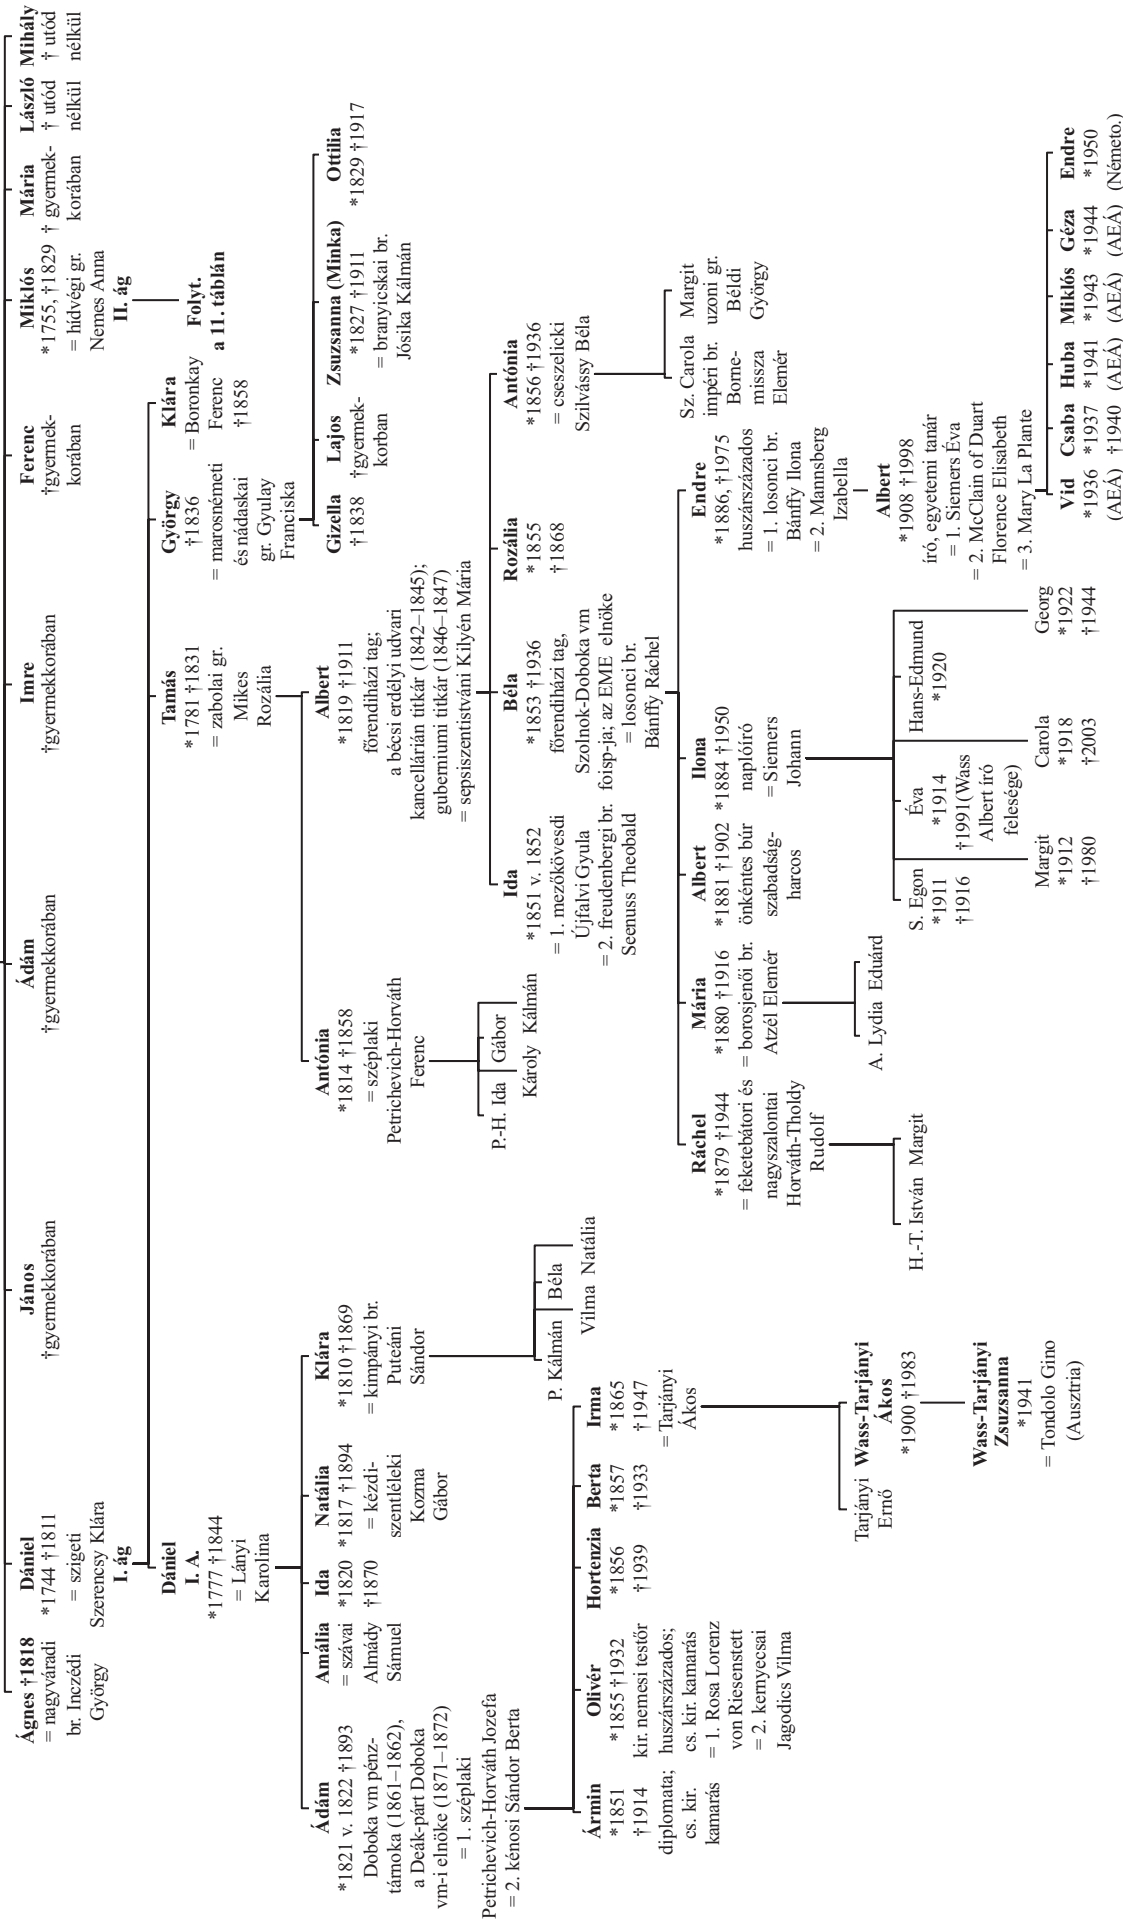 Ágnes †1818
= nagyváradi
br. Inczédi
György
Dániel
*1744 †1811
= szigeti
Szerencsy Klára
I. ág
János
†gyermekkorában
Ádám
†gyermekkorában
Imre
†gyermekkorában
Ferenc
†gyermek-
korában
Miklós
*1755, †1829
= hídvégi gr.
Nemes Anna
II. ág
Folyt.
a 11. táblán
Mária
† gyermek-
korában
László
† utód
nélkül
Mihály
† utód
nélkül
Dániel
I. A.
*1777 †1844
= Lányi
Karolina
Tamás
*1781 †1831
= zabolai gr.
Mikes
Rozália
György
†1836
= marosnémeti
és nádaskai
gr. Gyulay
Franciska
Klára
= Boronkay
Ferenc
†1858
Ádám
*1821 v. 1822 †1893
Doboka vm pénz-
tárnoka (1861–1862),
a Deák-párt Doboka
vm-i elnöke (1871–1872)
= 1. széplaki
Petrichevich-Horváth Jozefa
= 2. kénosi Sándor Berta
Amália
= szávai
Almády
Sámuel
Ida
*1820
†1870
Natália
*1817 †1894
= kézdi-
szentléleki
Kozma
Gábor
Klára
*1810 †1869
= kimpányi br.
Puteáni
Sándor
Antónia
*1814 †1858
= széplaki
Petrichevich-Horváth
Ferenc
Albert
*1819 †1911
főrendiházi tag;
a bécsi erdélyi udvari
kancellárián titkár (1842–1845);
guberniumi titkár (1846–1847)
= sepsiszentistváni Kilyén Mária
Gizella
†1838
Lajos
†gyermek-
korban
Zsuzsanna (Minka)
*1827 †1911
= branyicskai br.
Jósika Kálmán
Ottilia
*1829 †1917
P. Kálmán Béla
Vilma Natália
P.-H. Ida Gábor
Károly Kálmán
Ida
*1851 v. 1852
= 1. mezőkövesdi
Újfalvi Gyula
= 2. freudenbergi br.
Seenuss Theobald
Béla
*1853 †1936
főrendiházi tag,
Szolnok-Doboka vm
foisp-ja; az EME elnöke
= losonci br.
Bánffy Ráchel
Rozália
*1855
†1868
Antónia
*1856 †1936
= cseszelicki
Szilvássy Béla
Sz. Carola
impéri br.
Borne-
missza
Elemér
Margit
uzoni gr.
Béldi
György
Ármin
*1851
†1914
diplomata;
cs. kir.
kamarás
Olivér
*1855 †1932
kir. nemesi testőr
huszárszázados;
cs. kir. kamarás
= 1. Rosa Lorenz
von Riesenstett
= 2. kernyecsai
Jagodics Vilma
Hortenzia
*1856
†1939
Berta
*1857
†1933
Irma
*1865
†1947
= Tarjányi
Ákos
Ráchel
*1879 †1944
= feketebátori és
nagyszalontai
Horváth-Tholdy
Rudolf
Mária
*1880 †1916
= borosjenői br.
Atzél Elemér
Albert
*1881 †1902
önkéntes búr
szabadság-
harcos
Ilona
*1884 †1950
naplóíró
= Siemers
Johann
Endre
*1886, †1975
huszárszázados
= 1. losonci br.
Bánffy Ilona
= 2. Mannsberg
Izabella
Tarjányi
Ernő
Wass-Tarjányi
Ákos
*1900 †1983
Wass-Tarjányi
Zsuzsanna
*1941
= Tondolo Gino
(Ausztria)
H.-T. István Margit
A. Lydia Eduárd
S. Egon
*1911
†1916
Éva
*1914
†1991(Wass
Albert író
felesége)
Hans-Edmund
*1920
Margit
*1912
†1980
Carola
*1918
†2003
Georg
*1922
†1944
Albert
*1908 †1998
író, egyetemi tanár
= 1. Siemers Éva
= 2. McClain of Duart
Florence Elisabeth
= 3. Mary La Plante
Vid
*1936
(AEÁ)
Csaba
*1937
†1940
Huba
*1941
(AEÁ)
Miklós
*1943
(AEÁ)
Géza
*1944
(AEÁ)
Endre
*1950
(Németo.)